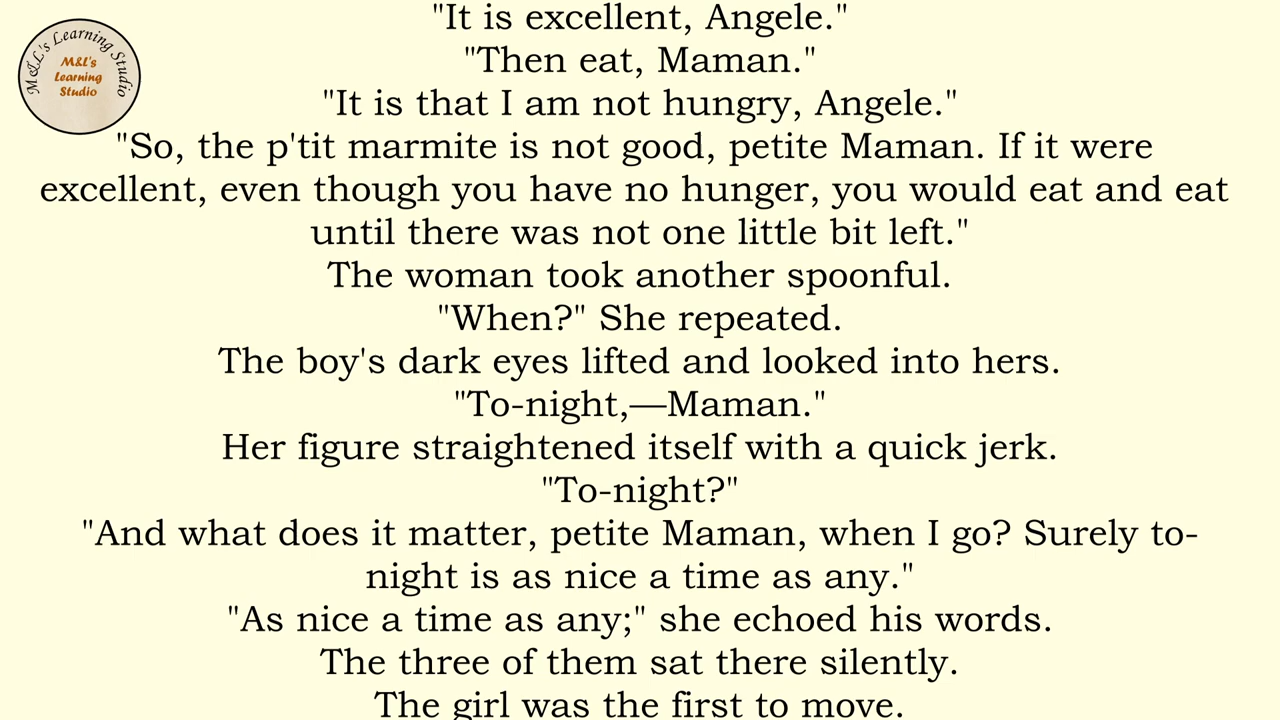 M&L's Learning Studio
M&L's
Learning
Studio
"It is excellent, Angele."
"Then eat, Maman."
"It is that I am not hungry, Angele."
"So, the p'tit marmite is not good, petite Maman. If it were
excellent, even though you have no hunger, you would eat and eat
until there was not one little bit left."
The woman took another spoonful.
"When?" She repeated.
The boy's dark eyes lifted and looked into hers.
"To-night,—Maman."
Her figure straightened itself with a quick jerk.
"To-night?"
"And what does it matter, petite Maman, when I go? Surely to-
night is as nice a time as any."
"As nice a time as any;" she echoed his words.
The three of them sat there silently.
The girl was the first to move.